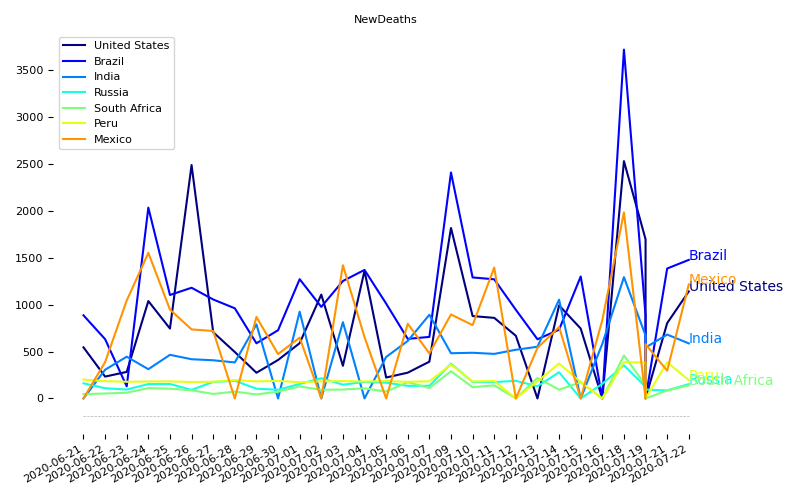 NewDeaths
United States
Brazil
India
Russia
South Africa
Peru
Mexico
3500
3000
2500
2000
1500
1000
500
0
Brazil
Mexico
United States
India
Peru
Russia
South Africa
2020-06-21
2020-06-22
2020-06-23
2020-06-24
2020-06-25
2020-06-26
2020-06-27
2020-06-28
2020-06-29
2020-06-30
2020-07-01
2020-07-02
2020-07-03
2020-07-05
2020-07-05
2020-07-06
2020-07-07
2020-07-09
2020-07-10
2020-07-11
2020-07-12
2020-07-13
2020-07-14
2020-07-15
2020-07-16
2020-07-18
2020-07-19
2020-07-21
2020-07-22